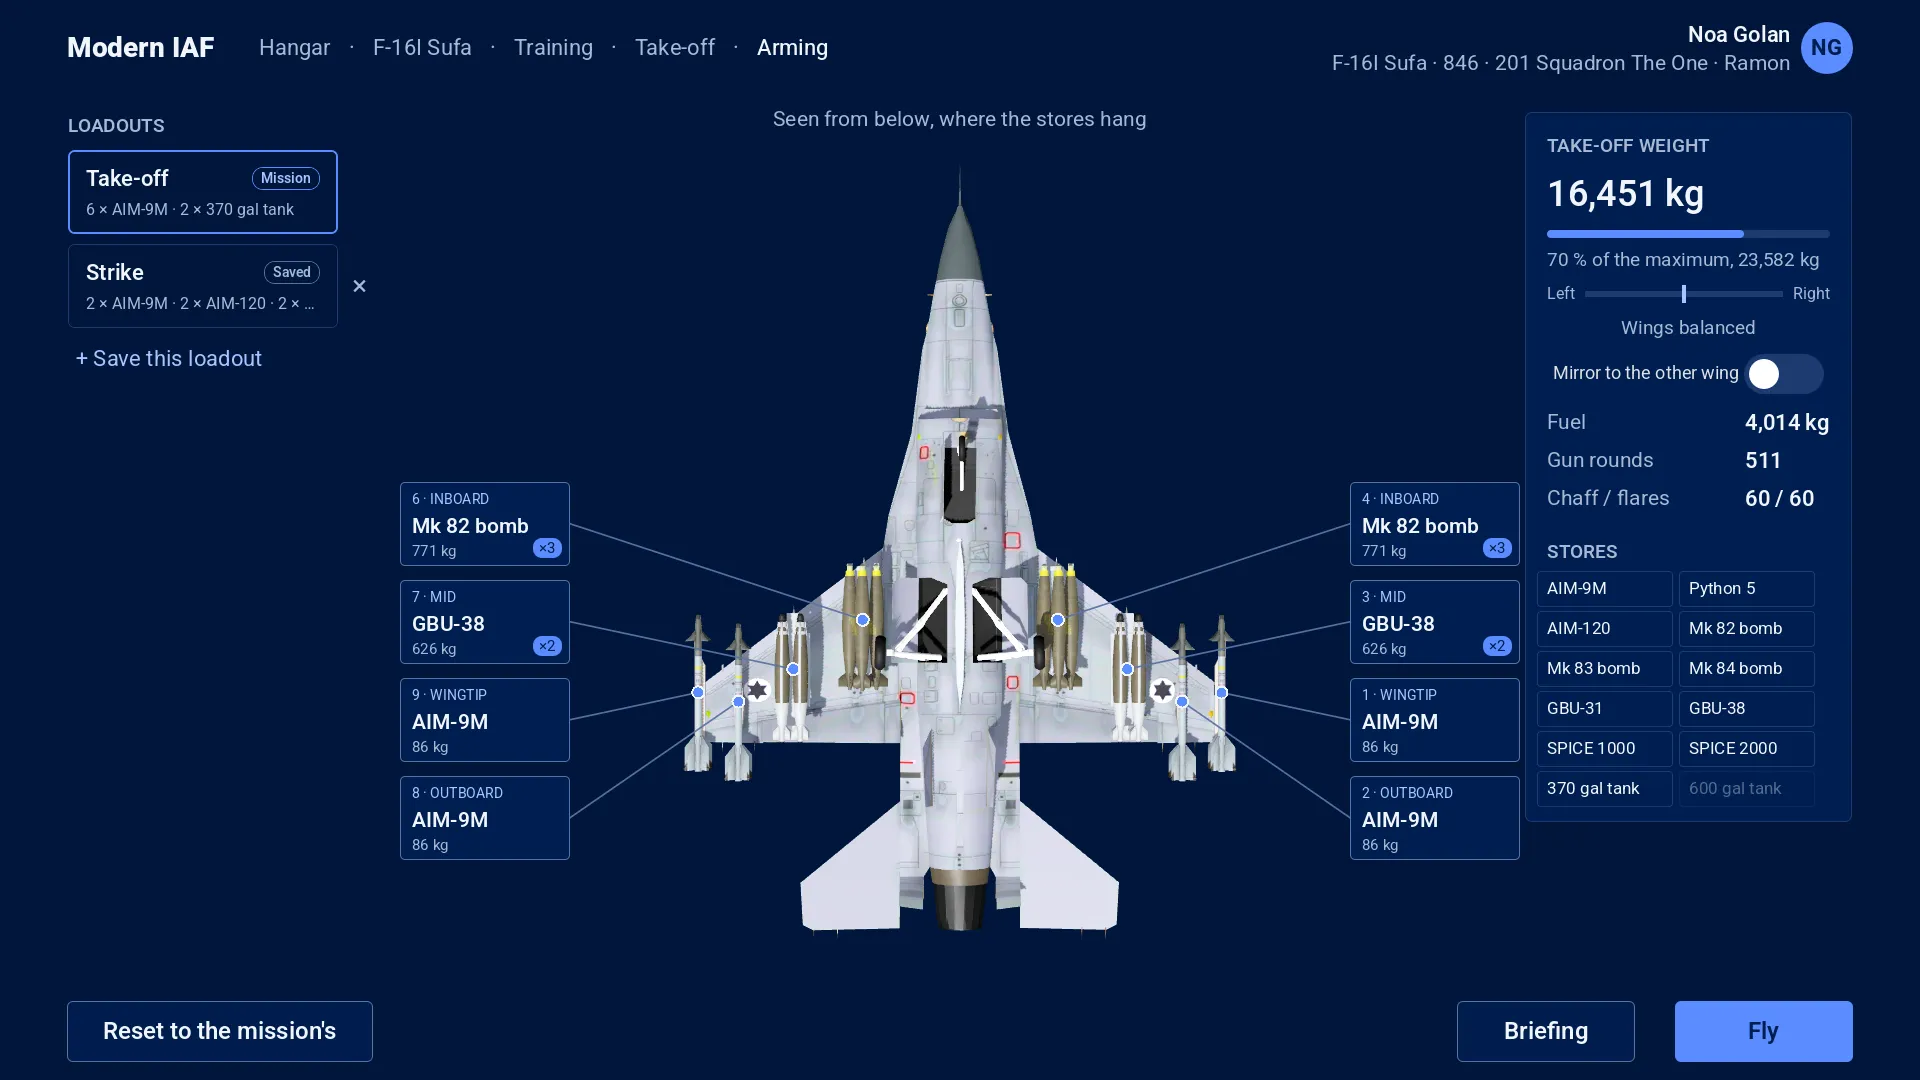 Modern IAF
Hangar · F-16I Sufa · Training · Take-off · Arming
Noa Golan
F-16I Sufa · 846 · 201 Squadron The One · Ramon
NG
LOADOUTS
Take-off
Mission
6 × AIM-9M · 2 × 370 gal tank
Strike
Saved
2 × AIM-9M · 2 × AIM-120 · 2 × ...
×
+ Save this loadout
Seen from below, where the stores hang
6 · INBOARD
Mk 82 bomb
771 kg
×3
7 · MID
GBU-38
626 kg
×2
9 · WINGTIP
AIM-9M
86 kg
8 · OUTBOARD
AIM-9M
86 kg
4 · INBOARD
Mk 82 bomb
771 kg
×3
3 · MID
GBU-38
626 kg
×2
1 · WINGTIP
AIM-9M
86 kg
2 · OUTBOARD
AIM-9M
86 kg
TAKE-OFF WEIGHT
16,451 kg
70 % of the maximum, 23,582 kg
Left
Right
Wings balanced
Mirror to the other wing
Fuel 4,014 kg
Gun rounds 511
Chaff / flares 60 / 60
STORES
AIM-9M
Python 5
AIM-120
Mk 82 bomb
Mk 83 bomb
Mk 84 bomb
GBU-31
GBU-38
SPICE 1000
SPICE 2000
370 gal tank
600 gal tank
Reset to the mission's
Briefing
Fly